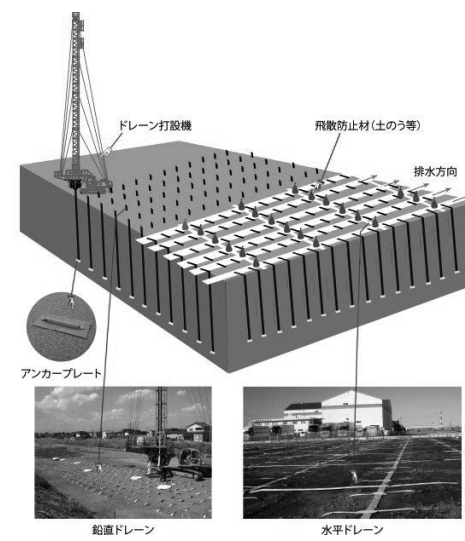 ドレーン打設機
飛散防止材(土のう等)
排水方向
アンカープレート
鉛直ドレーン
水平ドレーン